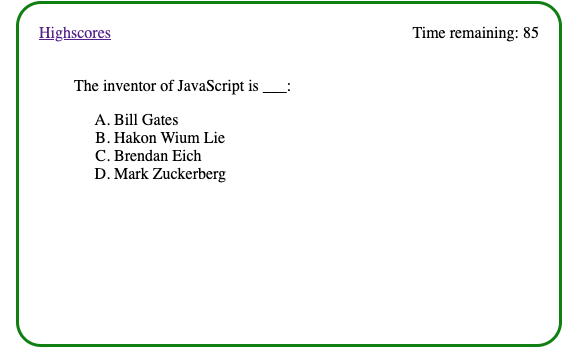 Highscores
Time remaining: 85
The inventor of JavaScript is ___:
A. Bill Gates
B. Hakon Wium Lie
C. Brendan Eich
D. Mark Zuckerberg